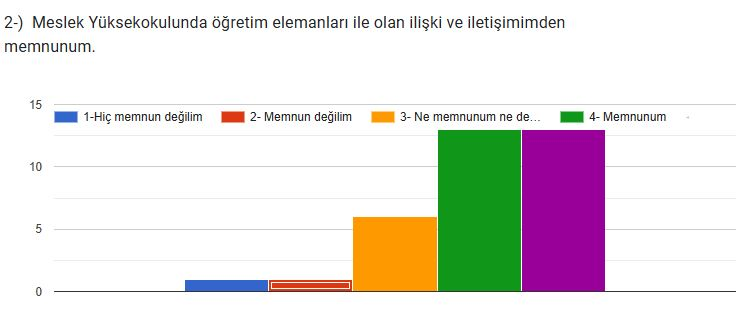 2-) Meslek Yüksekokulunda öğretim elemanları ile olan ilişki ve iletişimimden
memnunum.
15
1-Hiç memnun değilim
2- Memnun değilim
3- Ne memnunum ne de…
4- Memnunum
10
5
0